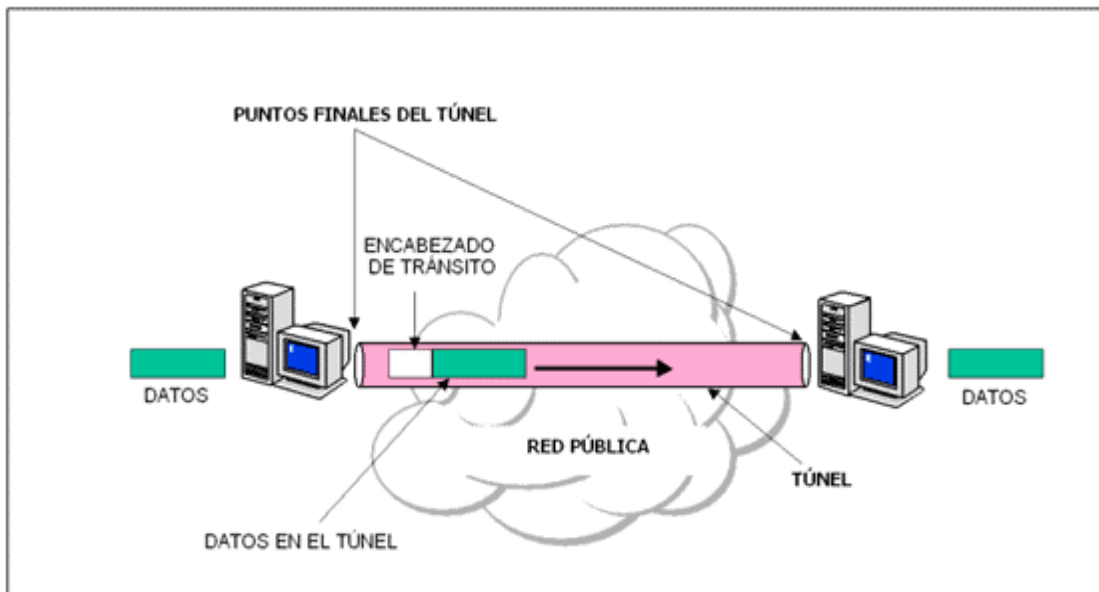 PUNTOS FINALES DEL TÚNEL
ENCABEZADO
DE TRÁNSITO
DATOS
DATOS
RED PÚBLICA
TÚNEL
DATOS EN EL TÚNEL